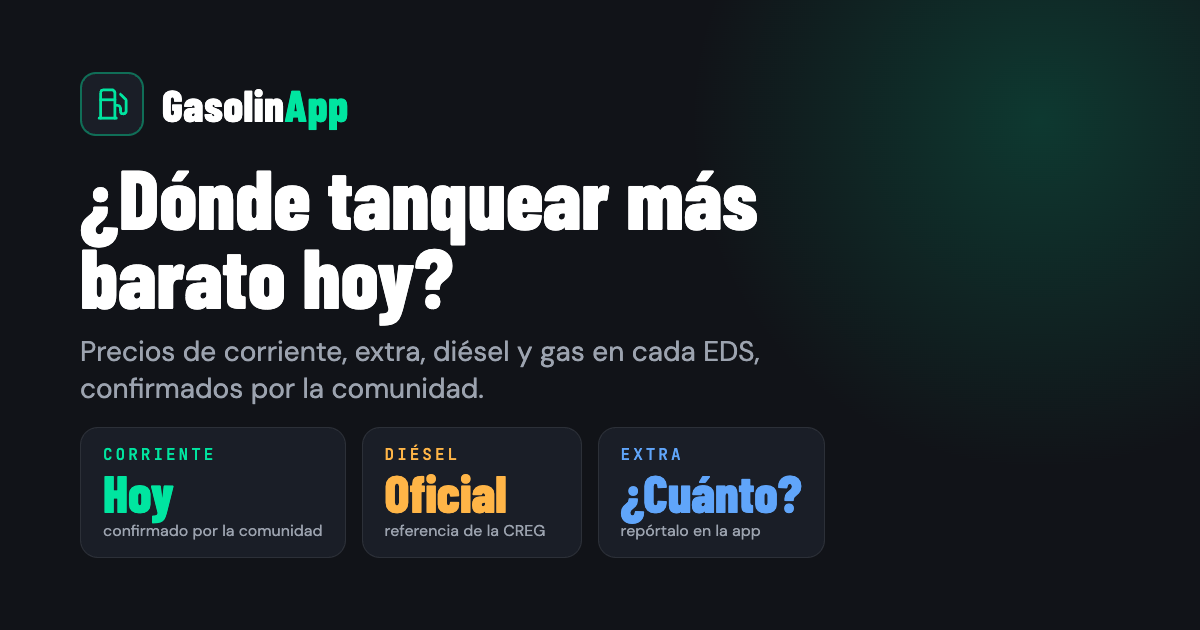 GasolinApp
¿Dónde tanquear más
barato hoy?
Precios de corriente, extra, diésel y gas en cada EDS,
confirmados por la comunidad.
CORRIENTE
Hoy
confirmado por la comunidad
DIÉSEL
Oficial
referencia de la CREG
EXTRA
¿Cuánto?
repórtalo en la app